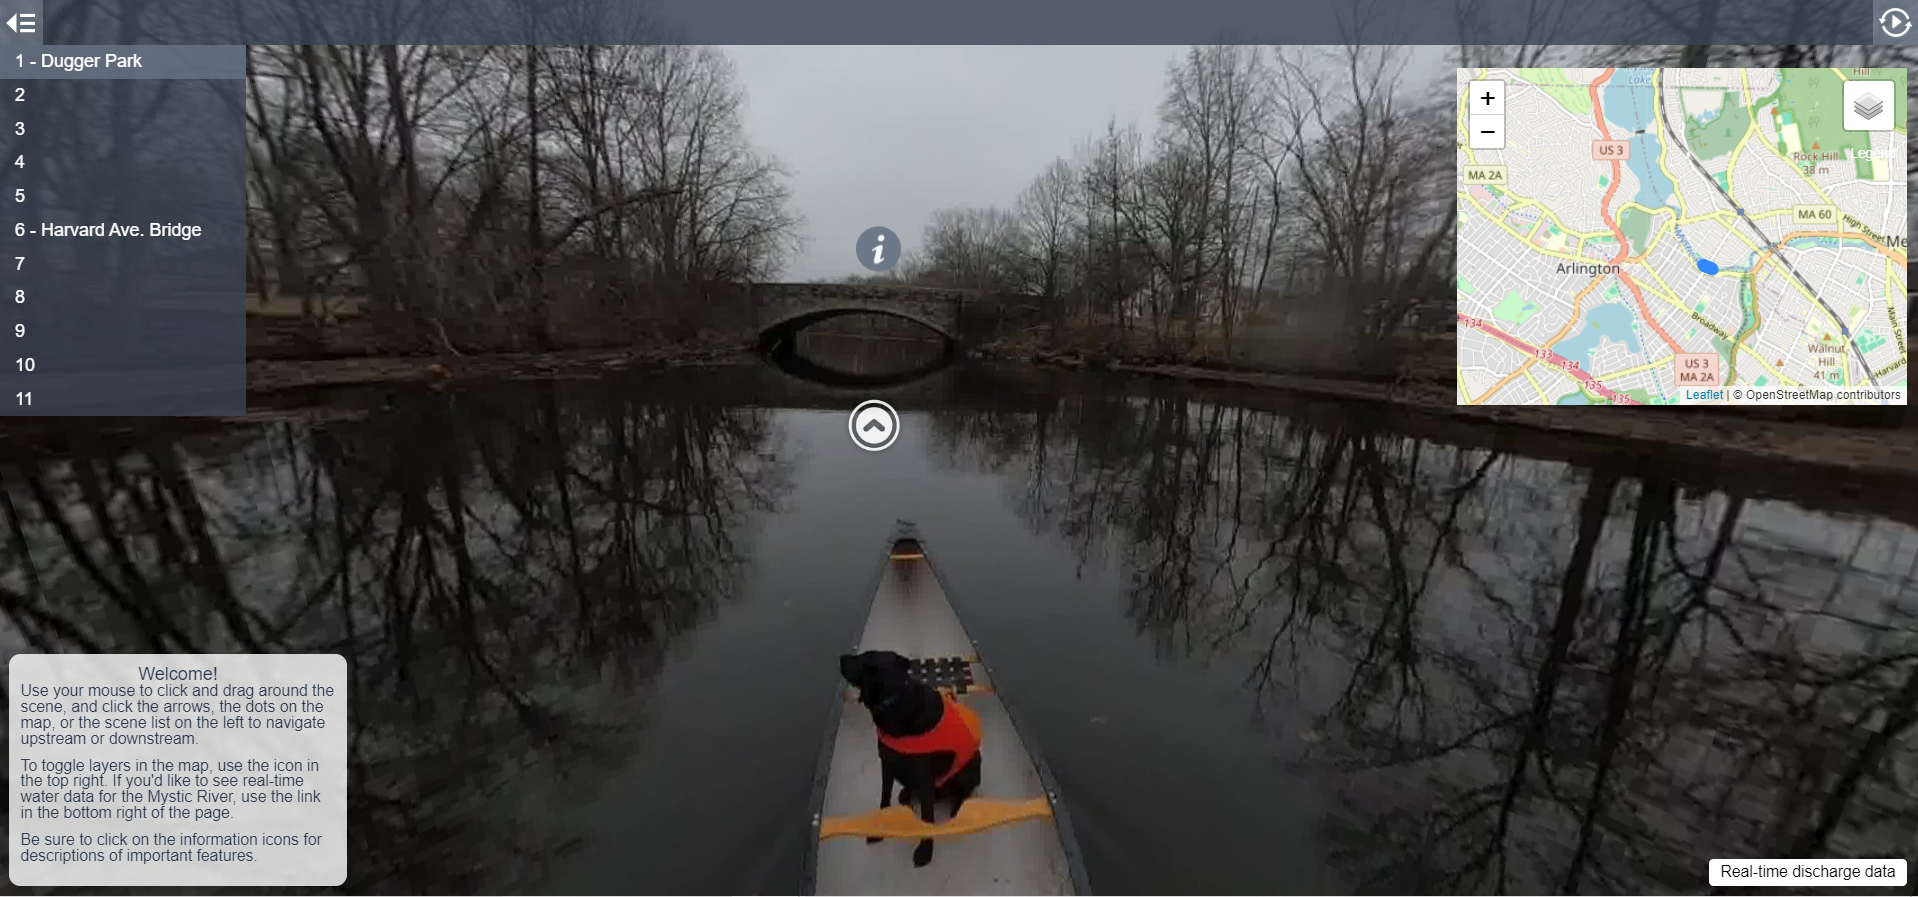 1 - Dugger Park
2
3
4
5
6 - Harvard Ave. Bridge
7
8
9
10
11
i
Welcome!
Use your mouse to click and drag around the
scene, and click the arrows, the dots on the
map, or the scene list on the left to navigate
upstream or downstream.
To toggle layers in the map, use the icon in
the top right. If you'd like to see real-time
water data for the Mystic River, use the link
in the bottom right of the page.
Be sure to click on the information icons for
descriptions of important features.
+
−
Lake
Hill
US 3
Rock Hill
38 m
MA 2A
MA 60
High Street
Me
Mystic
Arlington
134
133
134
135
135
Broadway
Main Street
Walnut
Hill
41 m
US 3
MA 2A
Harvard
Leaflet | © OpenStreetMap contributors
Real-time discharge data